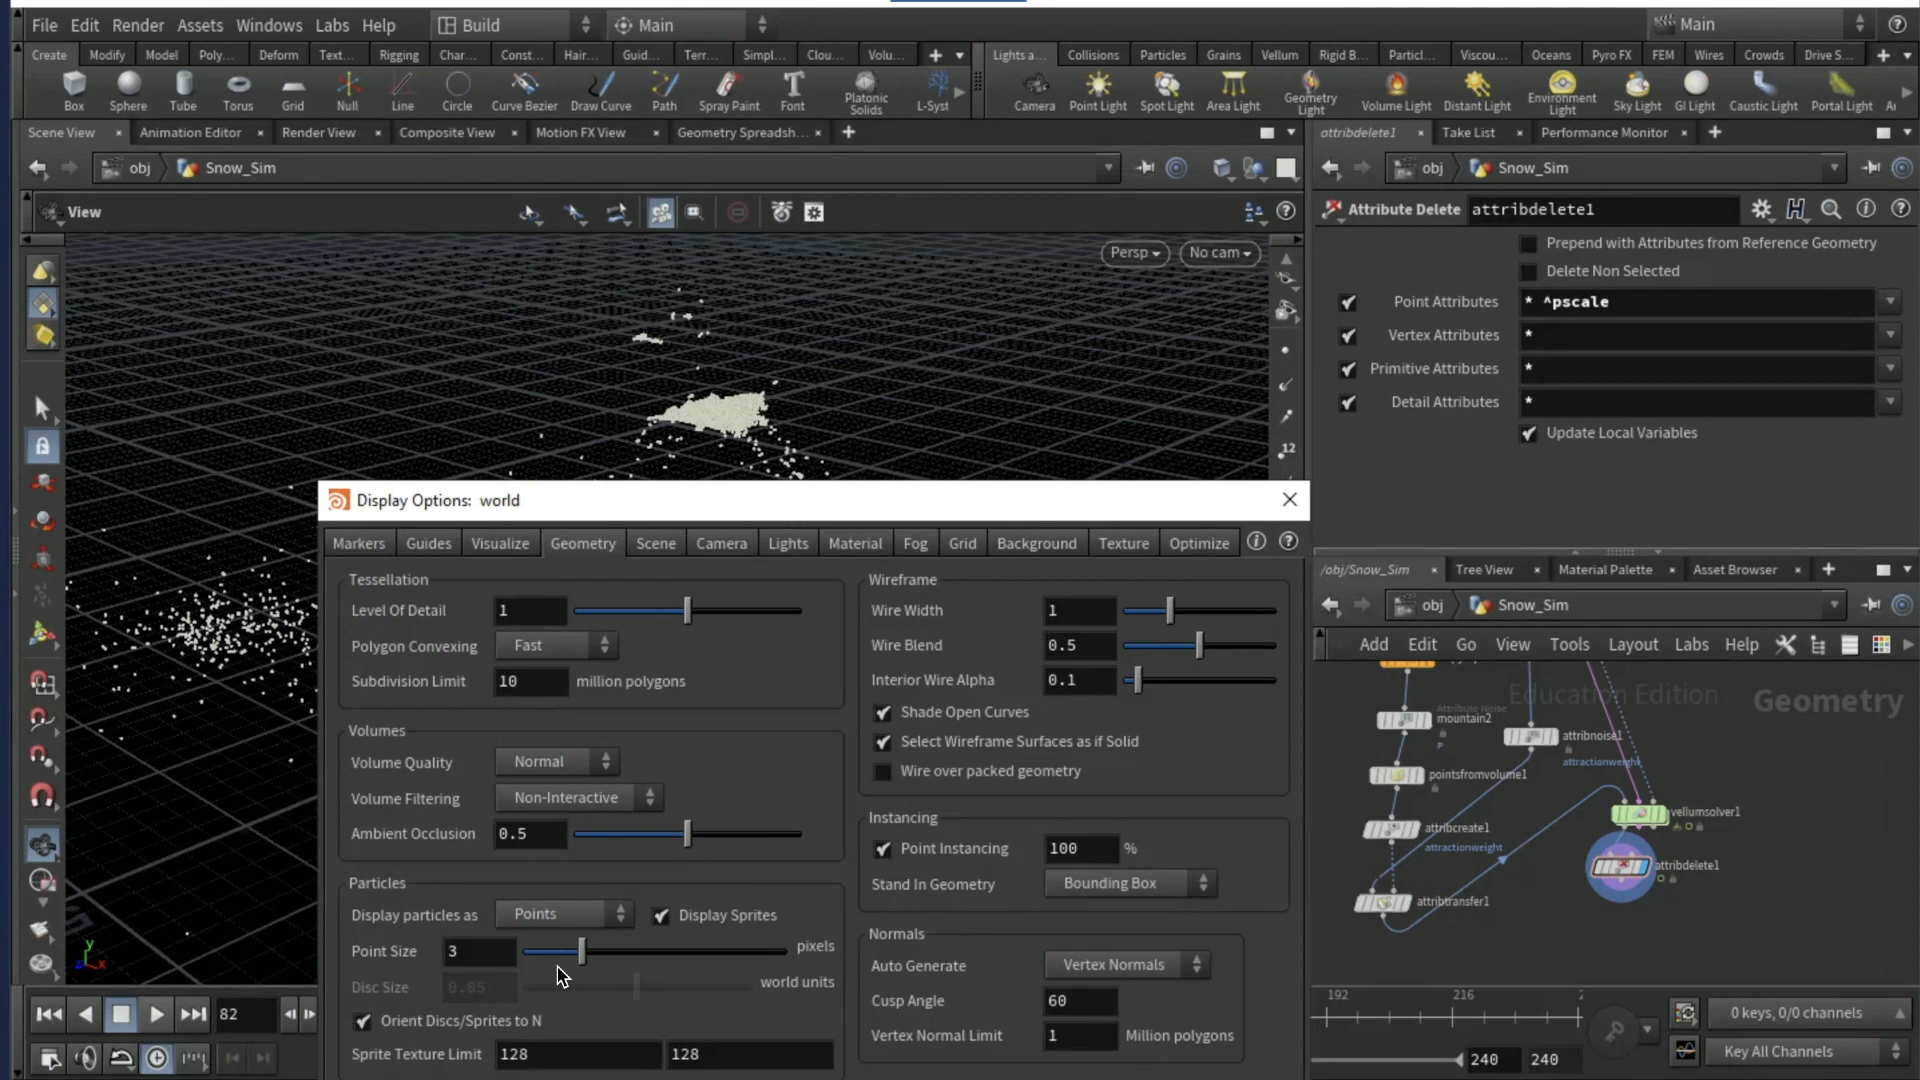 File Edit Render Assets Windows Labs Help Build Main Main
Create Modify Model Poly... Deform Text... Rigging Char... Const... Hair... Guid... Terr... Simpl... Clou... Volu... Lights a... Collisions Particles Grains Vellum Rigid B... Particl... Viscou... Oceans Pyro FX FEM Wires Crowds Drive S...
Box Sphere Tube Torus Grid Null Line Circle Curve Bezier Draw Curve Path Spray Paint Font Platonic Solids L-Syst Camera Point Light Spot Light Area Light Geometry Light Volume Light Distant Light Environment Light Sky Light GI Light Caustic Light Portal Light
Scene View Animation Editor Render View Composite View Motion FX View Geometry Spreadsh... attribdelete1 Take List Performance Monitor
obj Snow_Sim obj Snow_Sim
View
Attribute Delete attribdelete1
Persp No cam
Prepend with Attributes from Reference Geometry
Delete Non Selected
Point Attributes * ^pscale
Vertex Attributes *
Primitive Attributes *
Detail Attributes *
Update Local Variables
12
Display Options: world
Markers Guides Visualize Geometry Scene Camera Lights Material Fog Grid Background Texture Optimize
Tessellation
Level Of Detail 1
Polygon Convexing Fast
Subdivision Limit 10 million polygons
Volumes
Volume Quality Normal
Volume Filtering Non-Interactive
Ambient Occlusion 0.5
Particles
Display particles as Points Display Sprites
Point Size 3 pixels
Disc Size 0.05 world units
Orient Discs/Sprites to N
Sprite Texture Limit 128 128
Wireframe
Wire Width 1
Wire Blend 0.5
Interior Wire Alpha 0.1
Shade Open Curves
Select Wireframe Surfaces as if Solid
Wire over packed geometry
Instancing
Point Instancing 100 %
Stand In Geometry Bounding Box
Normals
Auto Generate Vertex Normals
Cusp Angle 60
Vertex Normal Limit 1 Million polygons
/obj/Snow_Sim Tree View Material Palette Asset Browser
obj Snow_Sim
Add Edit Go View Tools Layout Labs Help
Education Edition Geometry
Attribute Noise
mountain2
P
attribnoise1
attractionweight
pointsfromvolume1
vellumsolver1
attribcreate1
attractionweight
attribdelete1
attribtransfer1
82
192 216
0 keys, 0/0 channels
240 240 Key All Channels